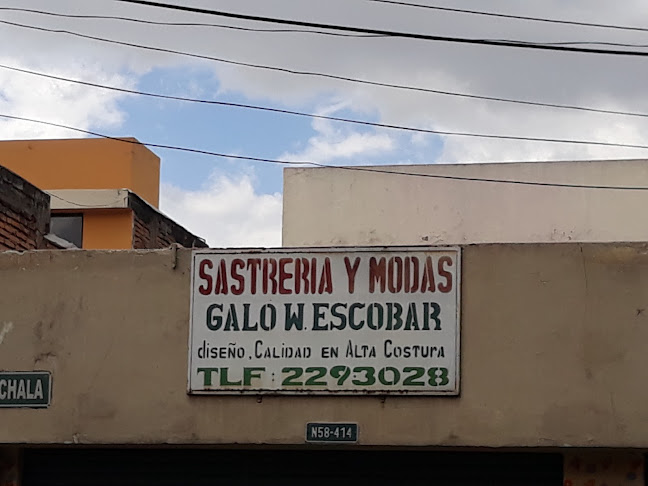 SASTRERIA Y MODAS
GALO W. ESCOBAR
diseño, Calidad en Alta Costura
TLF: 2293028
CHALA
N58-414